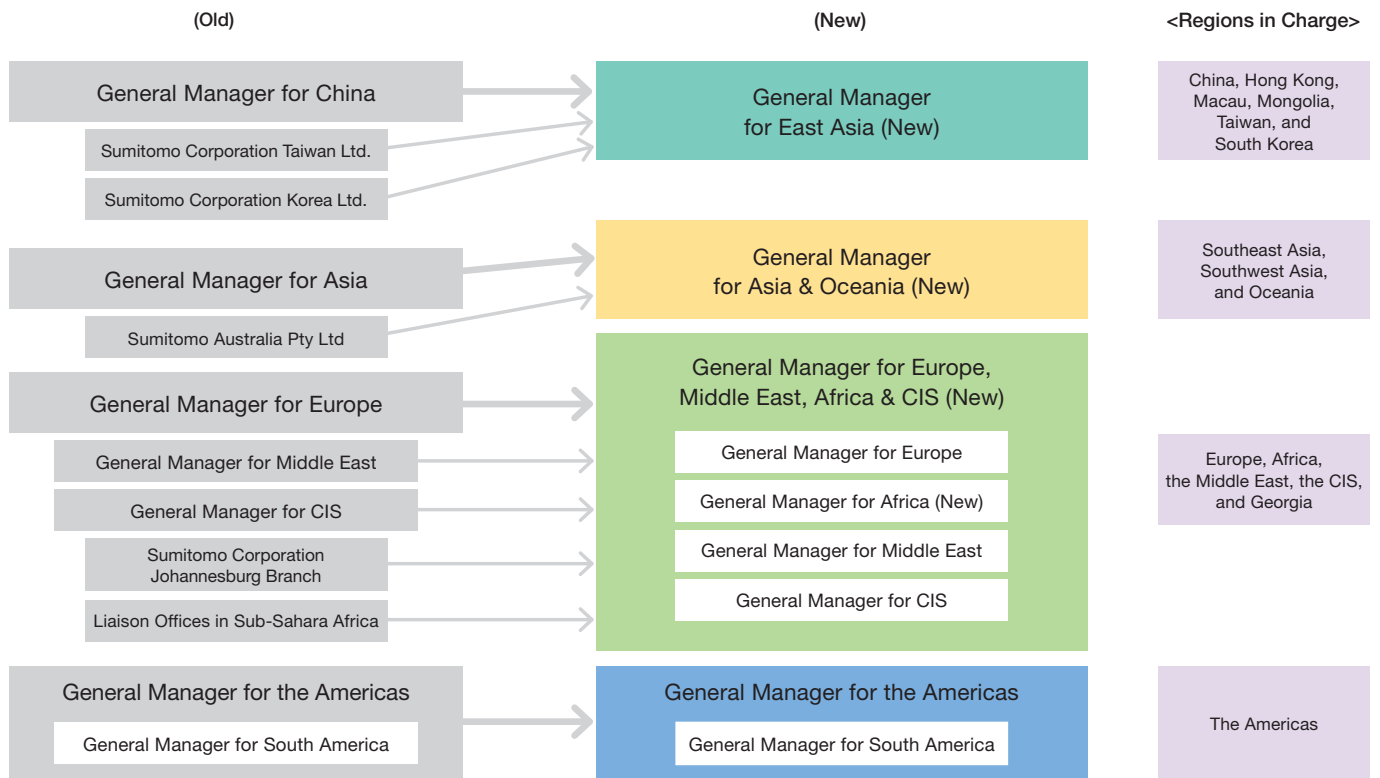 (Old)
(New)
<Regions in Charge>
General Manager for China
Sumitomo Corporation Taiwan Ltd.
Sumitomo Corporation Korea Ltd.
General Manager
for East Asia (New)
China, Hong Kong,
Macau, Mongolia,
Taiwan, and
South Korea
General Manager for Asia
Sumitomo Australia Pty Ltd
General Manager
for Asia & Oceania (New)
Southeast Asia,
Southwest Asia,
and Oceania
General Manager for Europe
General Manager for Middle East
General Manager for CIS
Sumitomo Corporation
Johannesburg Branch
Liaison Offices in Sub-Sahara Africa
General Manager for Europe,
Middle East, Africa & CIS (New)
General Manager for Europe
General Manager for Africa (New)
General Manager for Middle East
General Manager for CIS
Europe, Africa,
the Middle East, the CIS,
and Georgia
General Manager for the Americas
General Manager for South America
General Manager for the Americas
General Manager for South America
The Americas